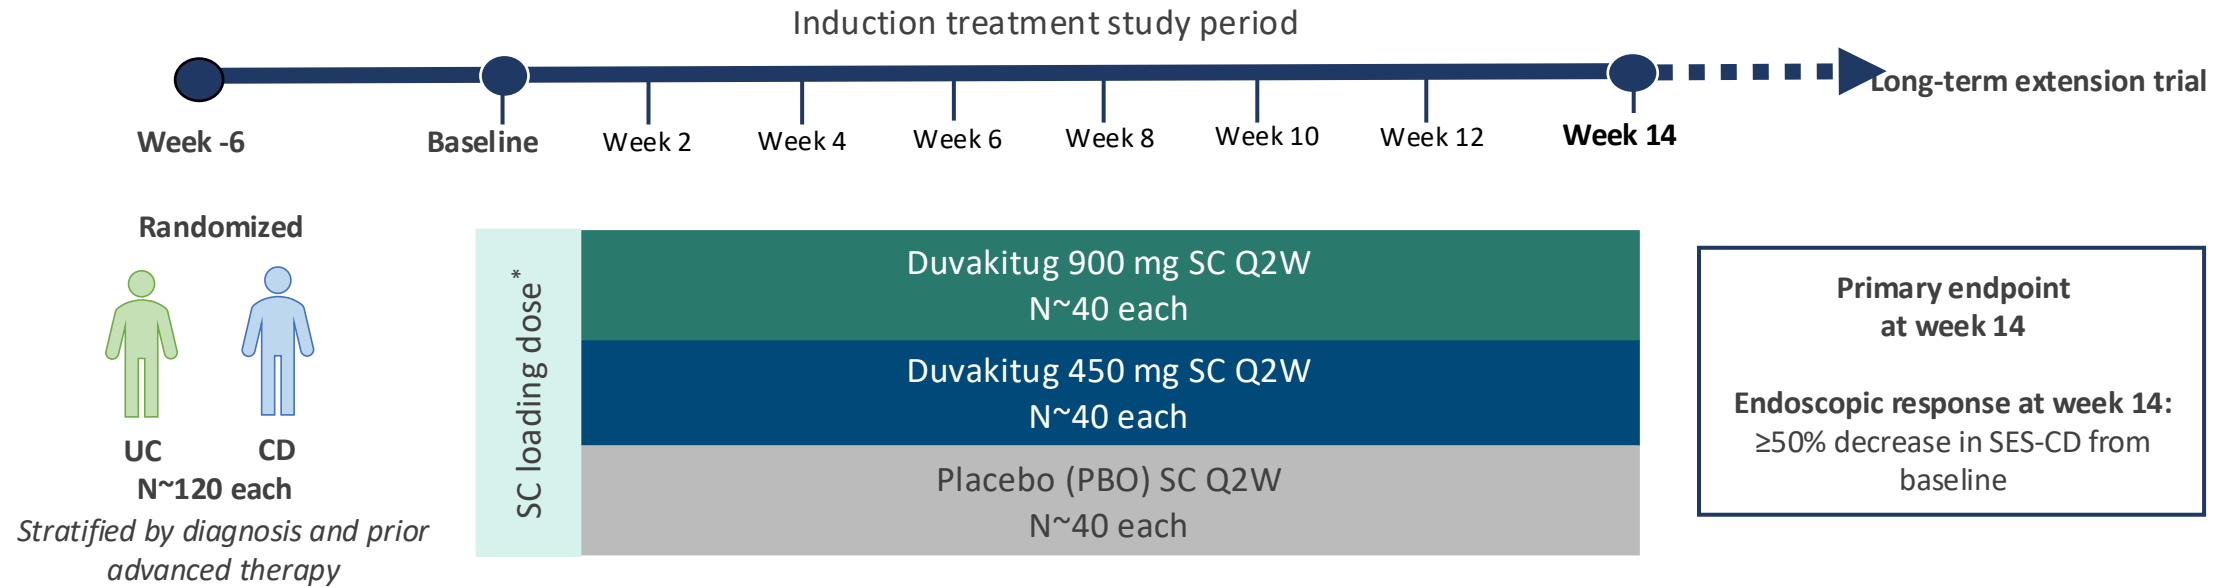 Induction treatment study period
Long-term extension trial
Week -6
Baseline
Week 2
Week 4
Week 6
Week 8
Week 10
Week 12
Week 14
Randomized
UC
CD
N~120 each
Stratified by diagnosis and prior
advanced therapy
SC loading dose*
Duvakitug 900 mg SC Q2W
N~40 each
Duvakitug 450 mg SC Q2W
N~40 each
Placebo (PBO) SC Q2W
N~40 each
Primary endpoint
at week 14
Endoscopic response at week 14:
≥50% decrease in SES-CD from
baseline